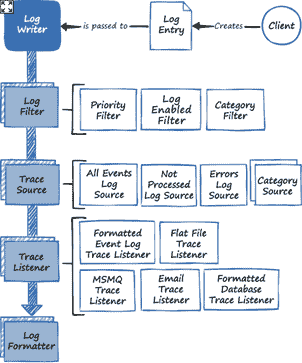 Log
Writer
is passed to
Log
Entry
Creates
Client
Log
Filter
Priority
Filter
Log
Enabled
Filter
Category
Filter
Trace
Source
All Events
Log
Source
Not
Processed
Log Source
Errors
Log
Source
Category
Source
Trace
Listener
Formatted
Event Log
Trace Listener
Flat File
Trace
Listener
MSMQ
Trace
Listener
Email
Trace
Listener
Formatted
Database
Trace Listener
Log
Formatter